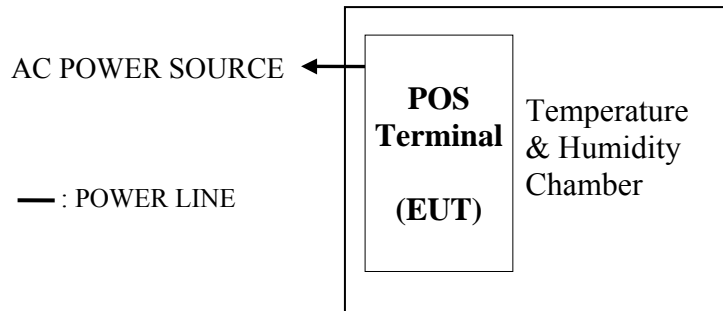 AC POWER SOURCE
POS
Terminal
(EUT)
Temperature
& Humidity
Chamber
: POWER LINE